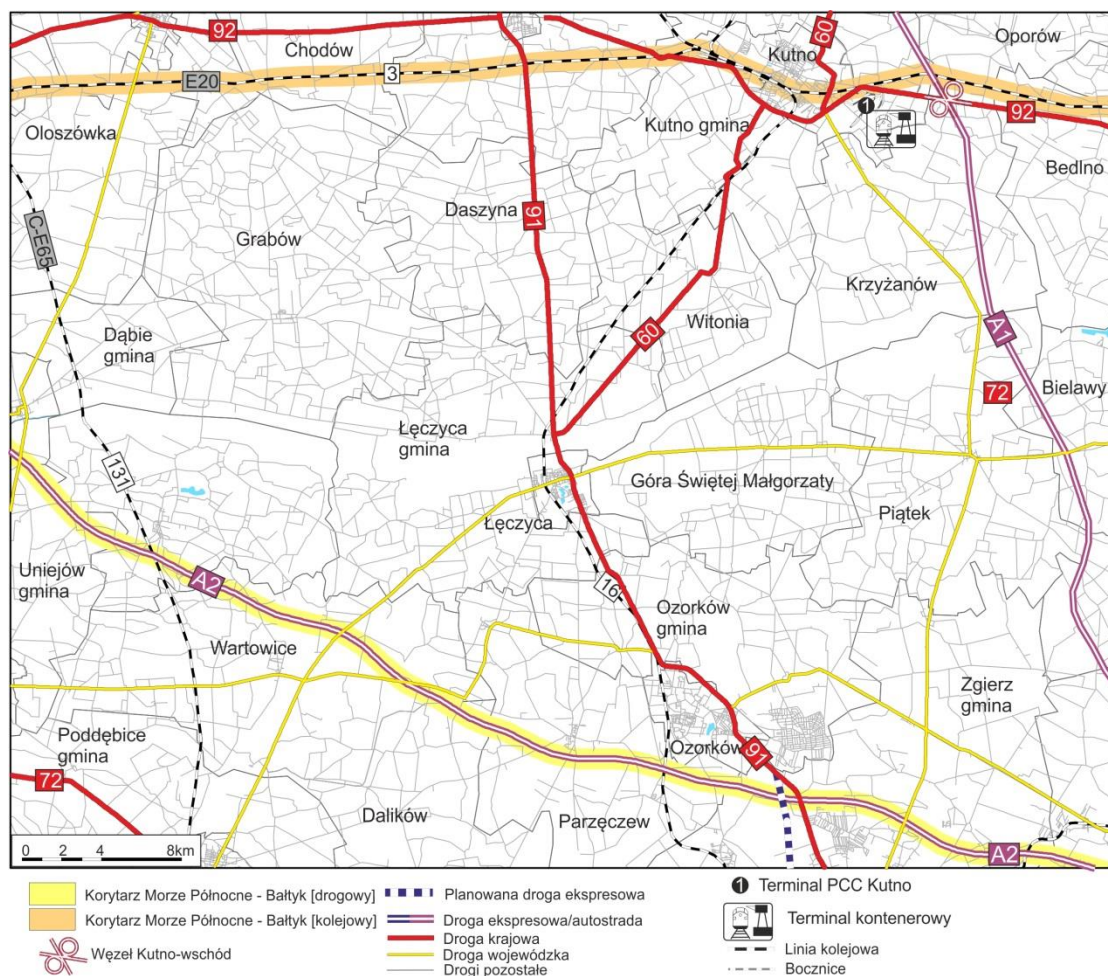 92
Chodów
60
Kutno
Oporów
E20
3
Oloszówka
Kutno gmina
1
92
Bedlno
C-E65
Grabów
Daszyna
91
Krzyżanów
Witonia
60
A1
Dąbie
gmina
72
Bielawy
Łęczyca
gmina
131
Góra Świętej Małgorzaty
Łęczyca
Piątek
Uniejów
gmina
A2
16
Ozorków
gmina
Wartowice
Zgierz
gmina
Poddębice
gmina
Ozorków
91
72
Dalików
Parzęczew
A2
0 2 4 8km
Korytarz Morze Północne - Bałtyk [drogowy]
Korytarz Morze Północne - Bałtyk [kolejowy]
Węzeł Kutno-wschód
Planowana droga ekspresowa
Droga ekspresowa/autostrada
Droga krajowa
Droga wojewódzka
Drogi pozostałe
1 Terminal PCC Kutno
Terminal kontenerowy
Linia kolejowa
Bocznice